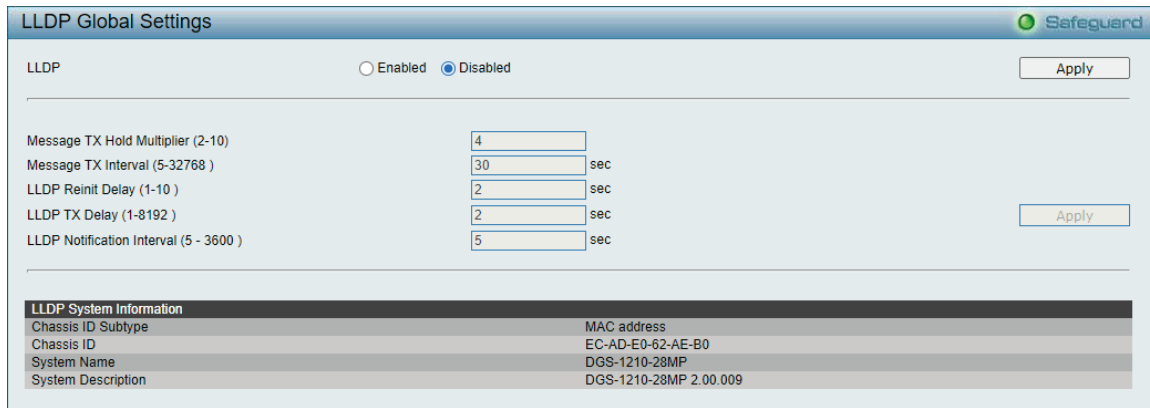 LLDP Global Settings Safeguard
LLDP Enabled Disabled Apply
Message TX Hold Multiplier (2-10) 4
Message TX Interval (5-32768 ) 30 sec
LLDP Reinit Delay (1-10 ) 2 sec
LLDP TX Delay (1-8192 ) 2 sec Apply
LLDP Notification Interval (5 - 3600 ) 5 sec
LLDP System Information
Chassis ID Subtype MAC address
Chassis ID EC-AD-E0-62-AE-B0
System Name DGS-1210-28MP
System Description DGS-1210-28MP 2.00.009